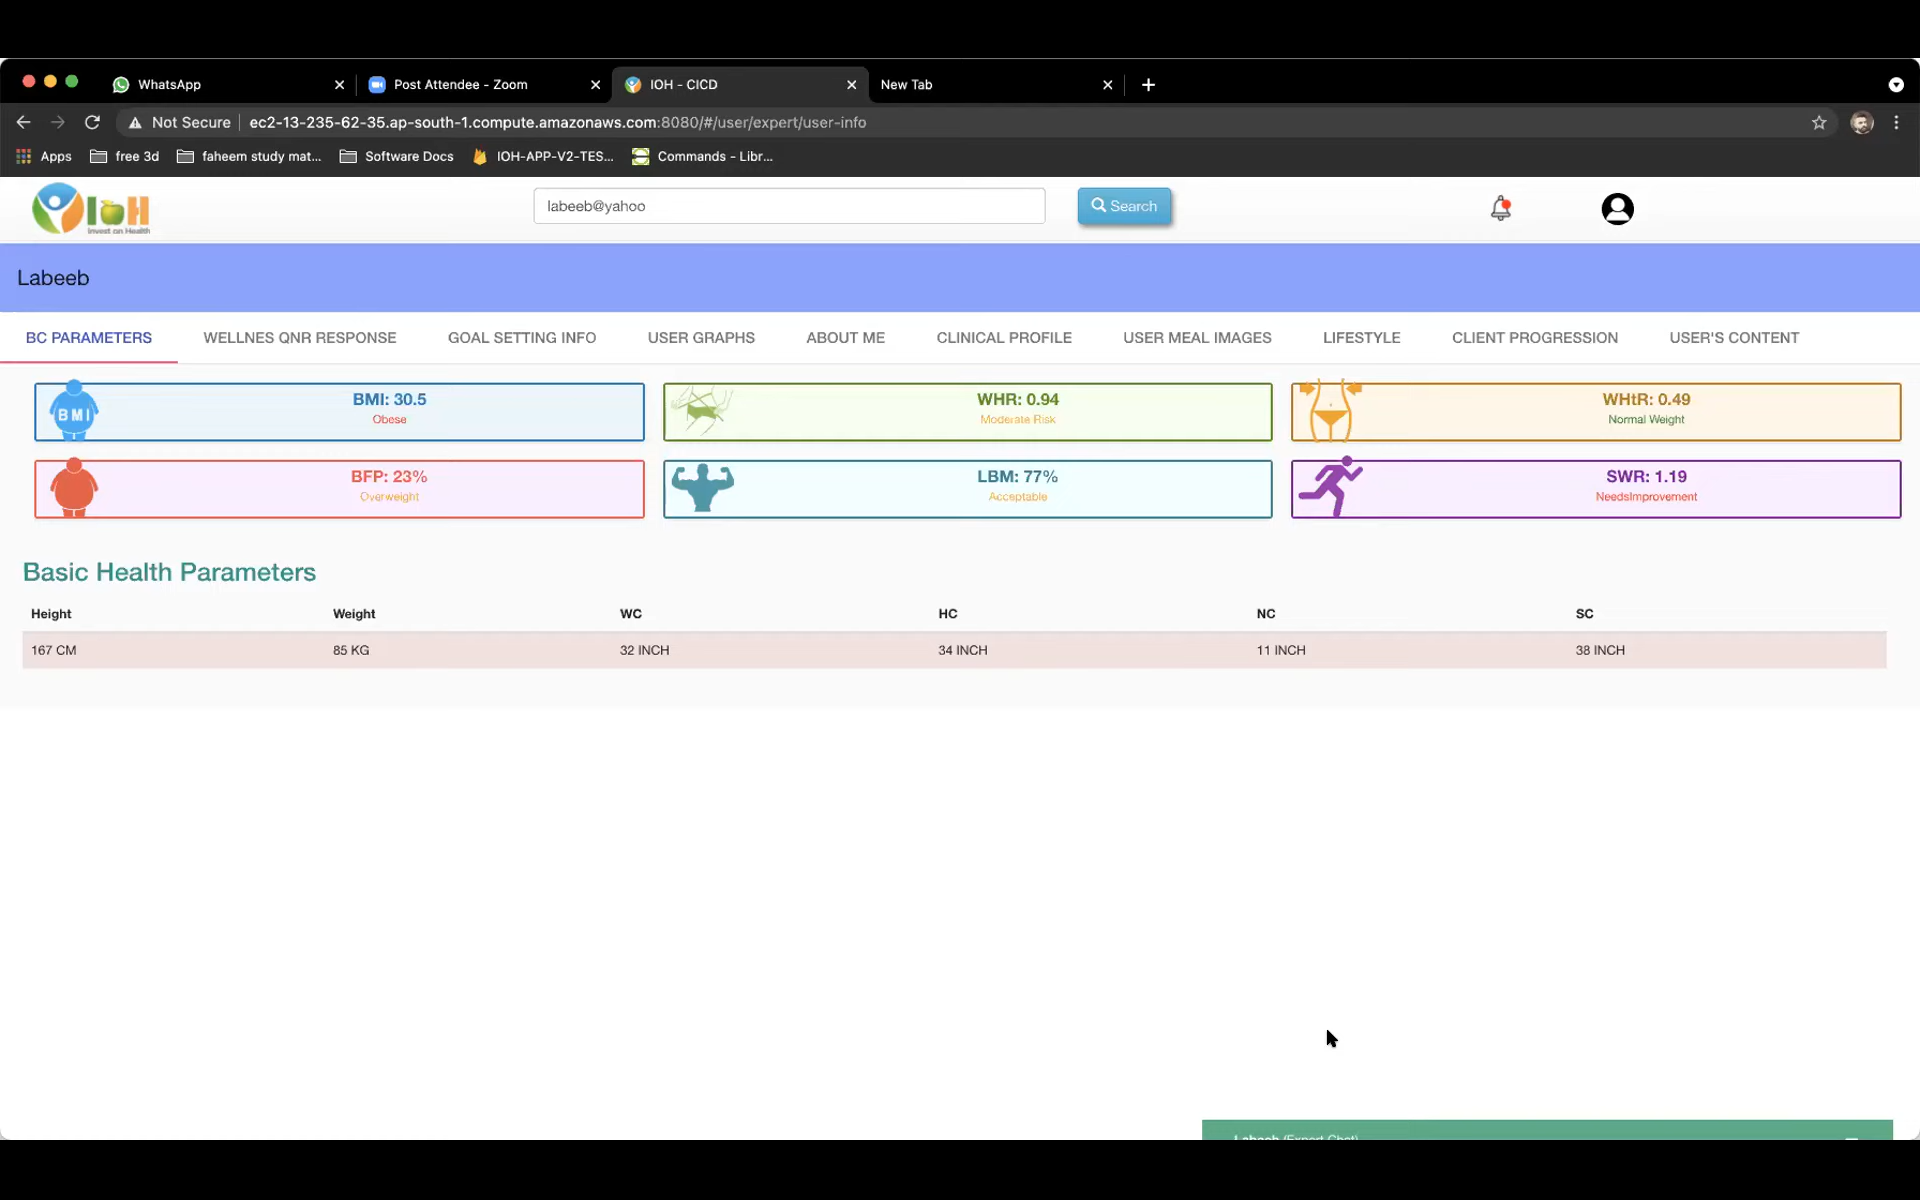 WhatsApp
Post Attendee - Zoom
IOH - CICD
New Tab
Not Secure
ec2-13-235-62-35.ap-south-1.compute.amazonaws.com:8080/#/user/expert/user-info
Apps
free 3d
faheem study mat...
Software Docs
IOH-APP-V2-TES...
Commands - Libr...
IOH
Invest on Health
labeeb@yahoo
Search
Labeeb
BC PARAMETERS
WELLNES QNR RESPONSE
GOAL SETTING INFO
USER GRAPHS
ABOUT ME
CLINICAL PROFILE
USER MEAL IMAGES
LIFESTYLE
CLIENT PROGRESSION
USER'S CONTENT
BMI
BMI: 30.5
Obese
WHR: 0.94
Moderate Risk
WHtR: 0.49
Normal Weight
BFP: 23%
Overweight
LBM: 77%
Acceptable
SWR: 1.19
NeedsImprovement
Basic Health Parameters
Height Weight WC HC NC SC
167 CM 85 KG 32 INCH 34 INCH 11 INCH 38 INCH
Labeeb (Expert Chat)